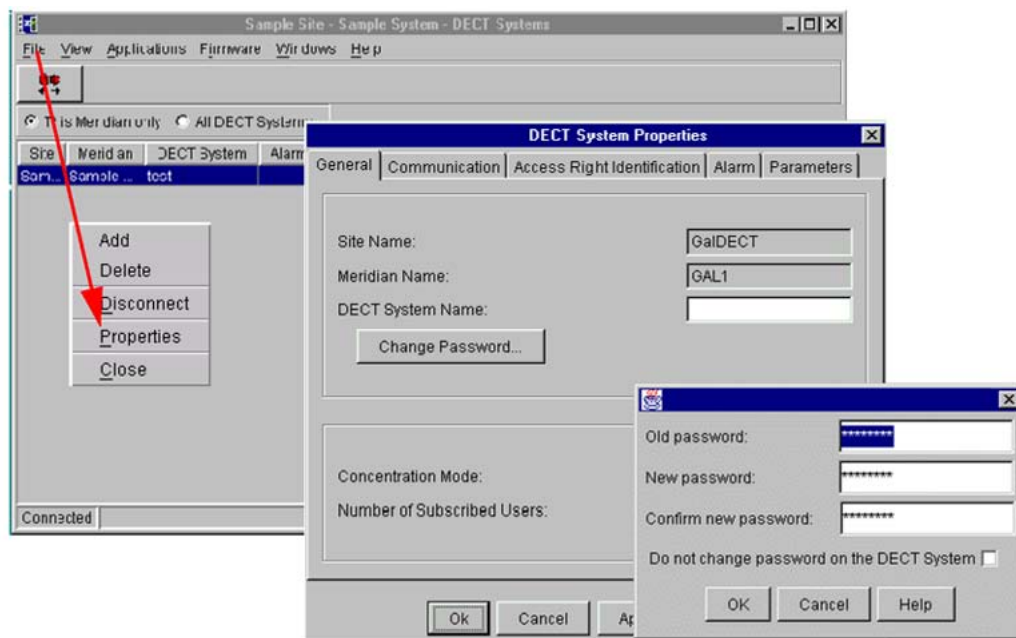 Sample Site - Sample System - DECT Systems
File View Applications Firmware Windows Help
This Meridian only All DECT Systems
Site Meridian DECT System Alarm
Sam... Sample ... test
Add
Delete
Disconnect
Properties
Close
Connected
DECT System Properties
General Communication Access Right Identification Alarm Parameters
Site Name: GalDECT
Meridian Name: GAL1
DECT System Name:
Change Password...
Concentration Mode:
Number of Subscribed Users:
Ok Cancel Ap
Old password: ********
New password: ********
Confirm new password: ********
Do not change password on the DECT System
OK Cancel Help